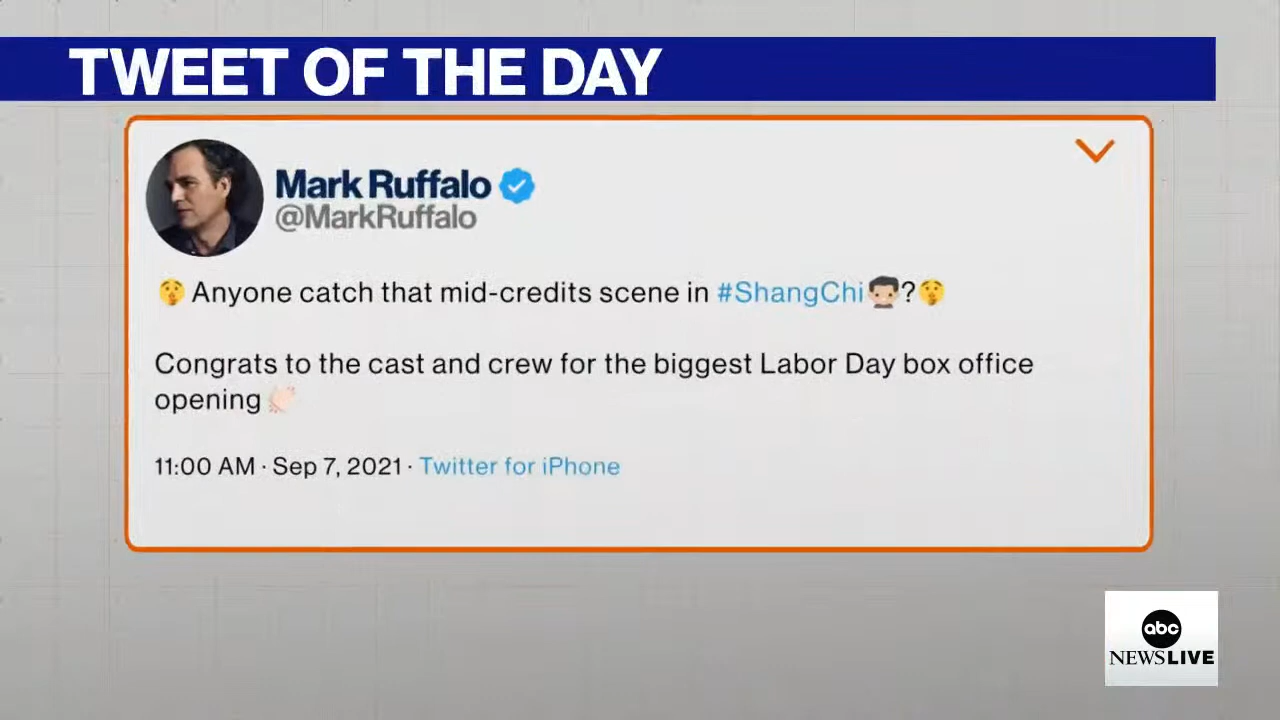 TWEET OF THE DAY
Mark Ruffalo
@MarkRuffalo
🤫 Anyone catch that mid-credits scene in #ShangChi👨🏻?🤫
Congrats to the cast and crew for the biggest Labor Day box office
opening👏🏻
11:00 AM · Sep 7, 2021 · Twitter for iPhone
abc
NEWSLIVE